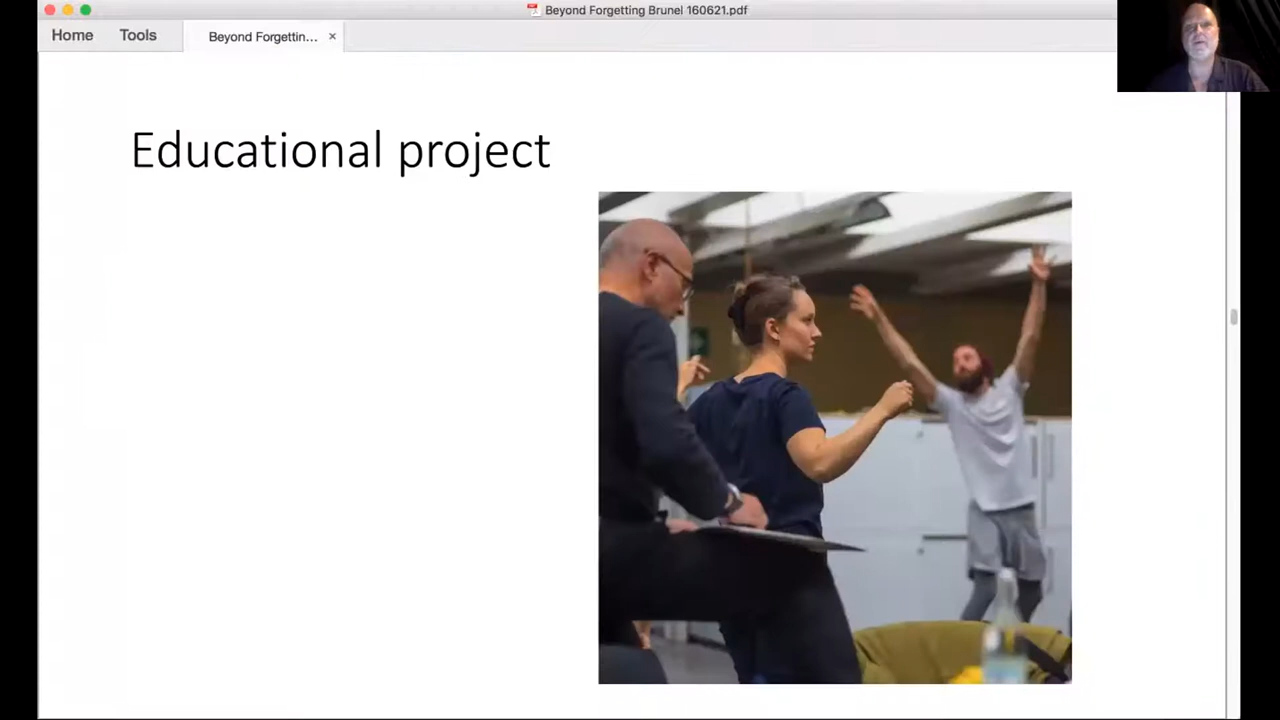 Beyond Forgetting Brunel 160621.pdf
Home Tools Beyond Forgettin... ×
Educational project